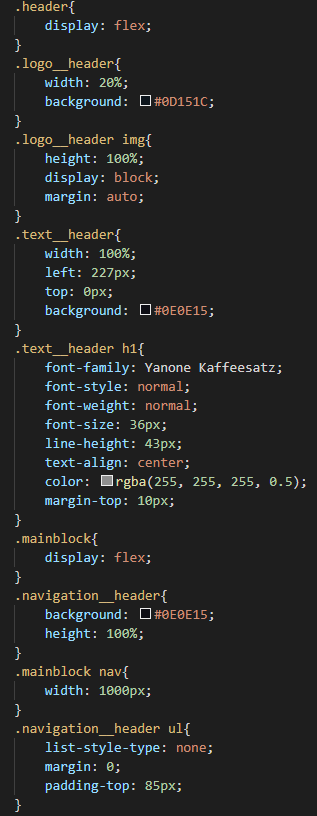 .header{
    display: flex;
}
.logo__header{
    width: 20%;
    background: #0D151C;
}
.logo__header img{
    height: 100%;
    display: block;
    margin: auto;
}
.text__header{
    width: 100%;
    left: 227px;
    top: 0px;
    background: #0E0E15;
}
.text__header h1{
    font-family: Yanone Kaffeesatz;
    font-style: normal;
    font-weight: normal;
    font-size: 36px;
    line-height: 43px;
    text-align: center;
    color: rgba(255, 255, 255, 0.5);
    margin-top: 10px;
}
.mainblock{
    display: flex;
}
.navigation__header{
    background: #0E0E15;
    height: 100%;
}
.mainblock nav{
    width: 1000px;
}
.navigation__header ul{
    list-style-type: none;
    margin: 0;
    padding-top: 85px;
}